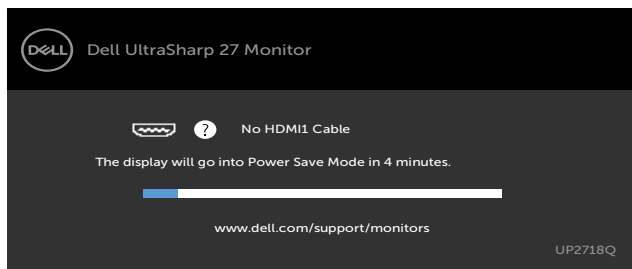 DELL Dell UltraSharp 27 Monitor
? No HDMI1 Cable
The display will go into Power Save Mode in 4 minutes.
www.dell.com/support/monitors
UP2718Q